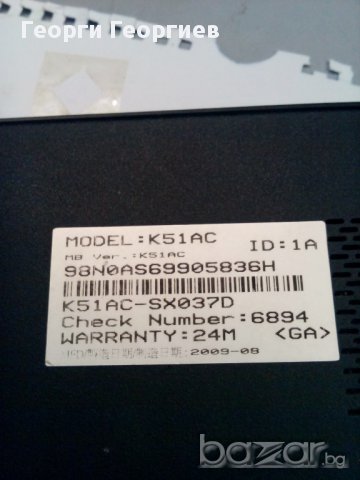 Георги Георгиев
MODEL:K51AC ID:1A
MB Ver.:K51AC
98N0AS69905836H
K51AC-SX037D
Check Number:6894
WARRANTY:24M <GA>
2009-08
bazar.bg